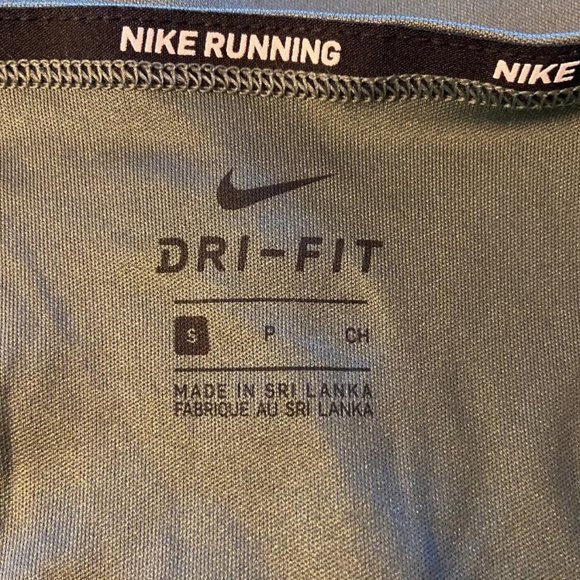 NIKE RUNNING NIKE
DRI-FIT
S P CH
MADE IN SRI LANKA
FABRIQUE AU SRI LANKA